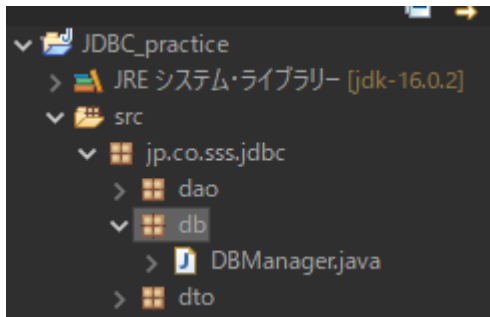 JDBC_practice
JRE システム・ライブラリー [jdk-16.0.2]
src
jp.co.sss.jdbc
dao
db
DBManager.java
dto